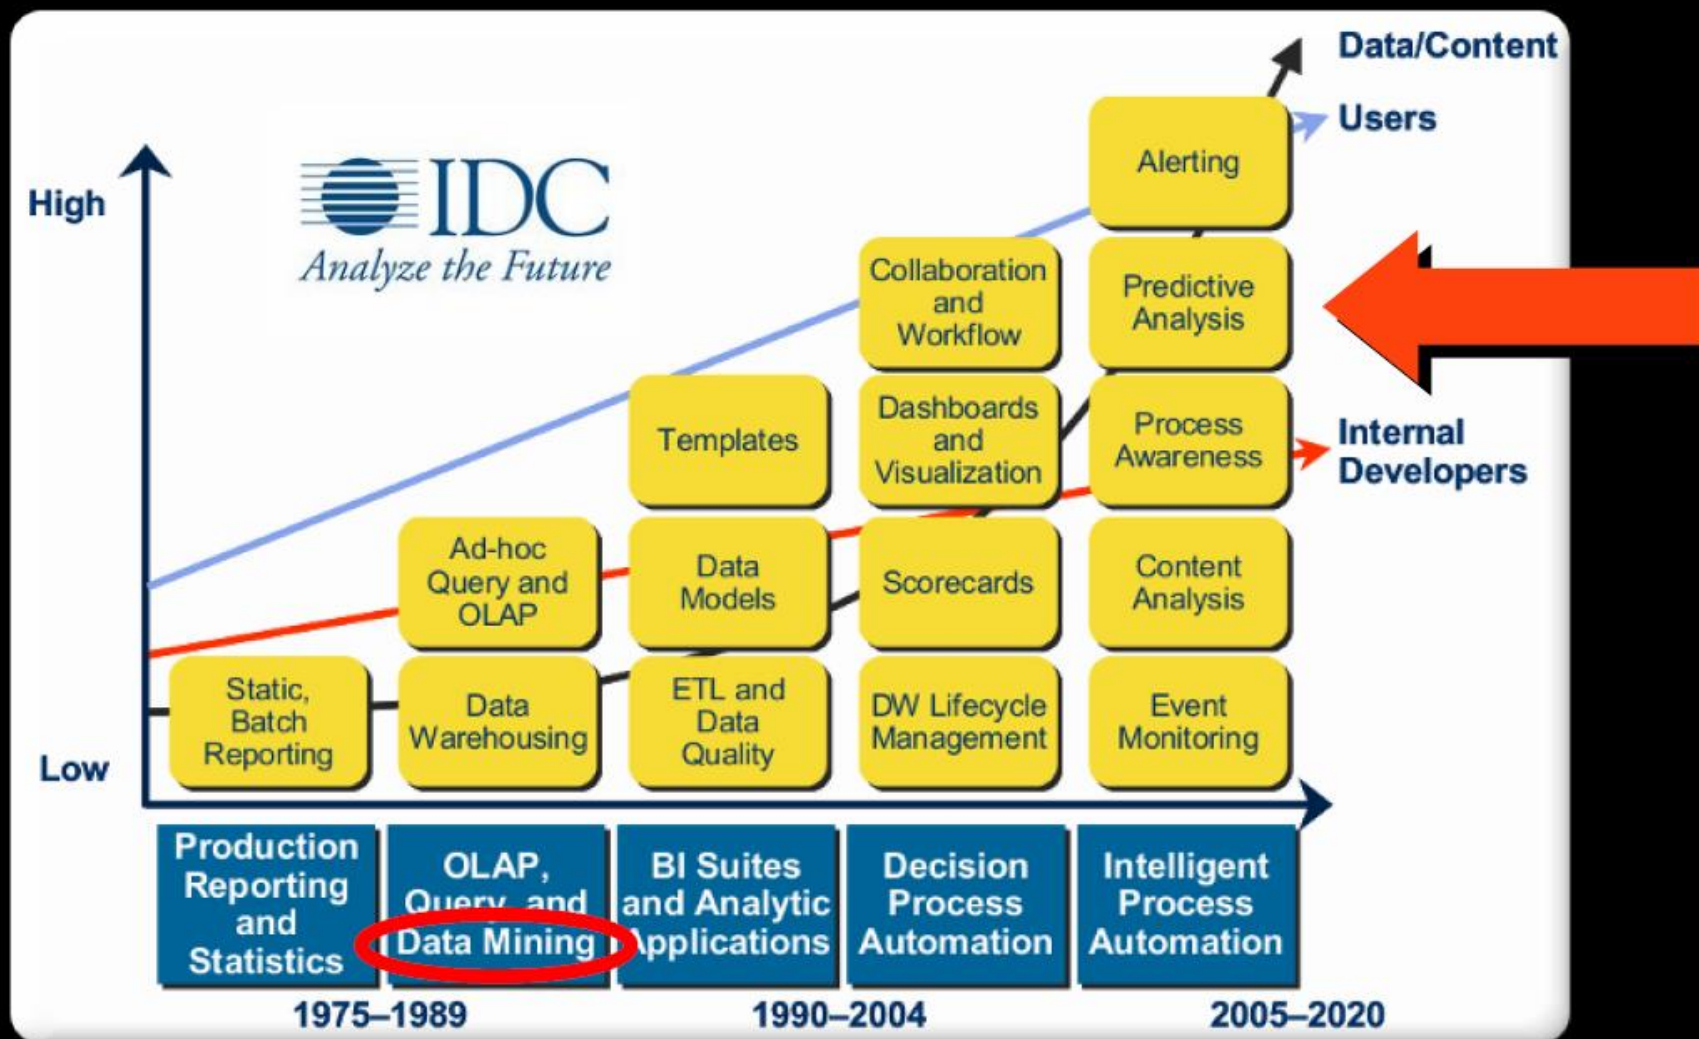 Data/Content
Users
High
IDC
Analyze the Future
Alerting
Collaboration
and
Workflow
Predictive
Analysis
Templates
Dashboards
and
Visualization
Process
Awareness
Internal
Developers
Ad-hoc
Query and
OLAP
Data
Models
Scorecards
Content
Analysis
Static,
Batch
Reporting
Data
Warehousing
ETL and
Data
Quality
DW Lifecycle
Management
Event
Monitoring
Low
Production
Reporting
and
Statistics
OLAP,
Query, and
Data Mining
BI Suites
and Analytic
Applications
Decision
Process
Automation
Intelligent
Process
Automation
1975–1989
1990–2004
2005–2020